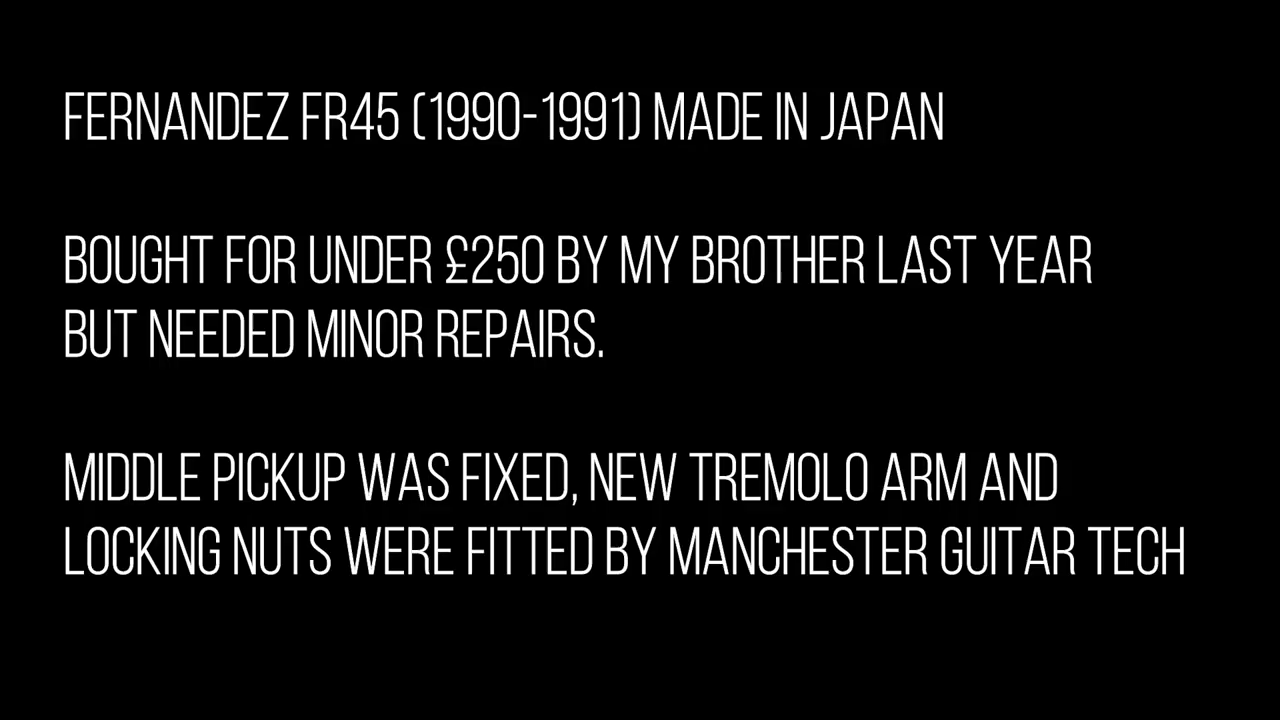 FERNANDEZ FR45 (1990-1991) MADE IN JAPAN
BOUGHT FOR UNDER £250 BY MY BROTHER LAST YEAR
BUT NEEDED MINOR REPAIRS.
MIDDLE PICKUP WAS FIXED, NEW TREMOLO ARM AND
LOCKING NUTS WERE FITTED BY MANCHESTER GUITAR TECH